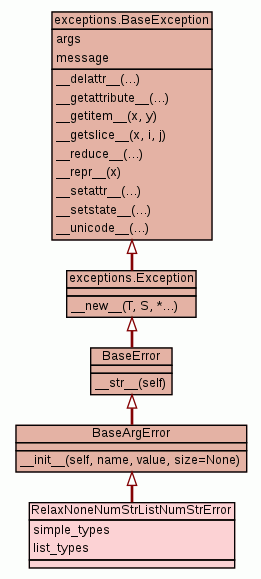 exceptions.BaseException
args
message
__delattr__(...)
__getattribute__(...)
__getitem__(x, y)
__getslice__(x, i, j)
__reduce__(...)
__repr__(x)
__setattr__(...)
__setstate__(...)
__unicode__(...)
exceptions.Exception
__new__(T, S, *...)
BaseError
__str__(self)
BaseArgError
__init__(self, name, value, size=None)
RelaxNoneNumStrListNumStrError
simple_types
list_types